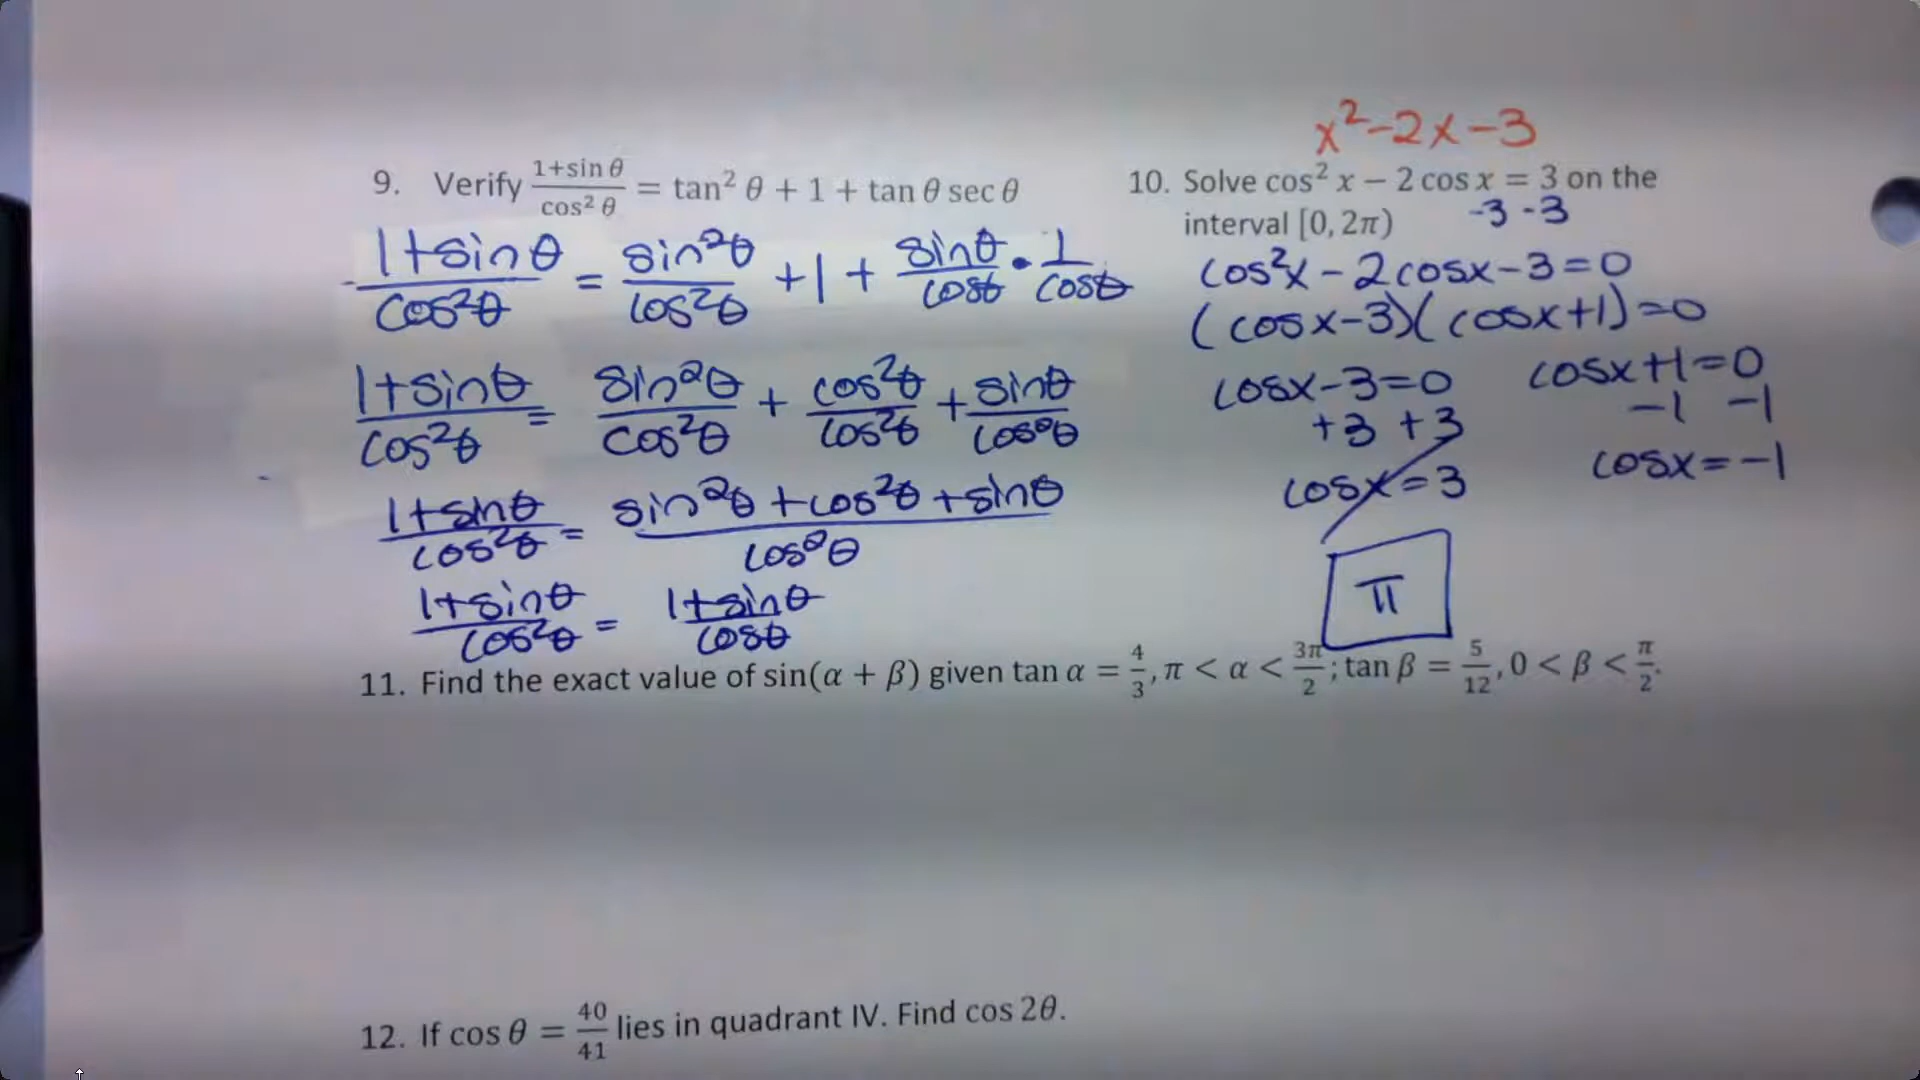 x²-2x-3
9. Verify (1+sin θ)/(cos² θ) = tan² θ + 1 + tan θ sec θ
(1+sinθ)/(cos²θ) = (sin²θ)/(cos²θ) +1 + (sinθ)/(cosθ) · 1/(cosθ)
(1+sinθ)/(cos²θ) = (sin²θ)/(cos²θ) + (cos²θ)/(cos²θ) + (sinθ)/(cos²θ)
(1+sinθ)/(cos²θ) = (sin²θ +cos²θ +sinθ)/(cos²θ)
(1+sinθ)/(cos²θ) = (1+sinθ)/(cosθ)
10. Solve cos² x − 2 cos x = 3 on the
interval [0, 2π)
-3 -3
cos²x - 2cosx - 3 = 0
(cosx-3)(cosx+1)=0
cosx-3=0
+3 +3
cosx=3
cosx+1=0
-1 -1
cosx=-1
π
11. Find the exact value of sin(α + β) given tan α = 4/3, π < α < 3π/2; tan β = 5/12, 0 < β < π/2.
12. If cos θ = 40/41 lies in quadrant IV. Find cos 2θ.